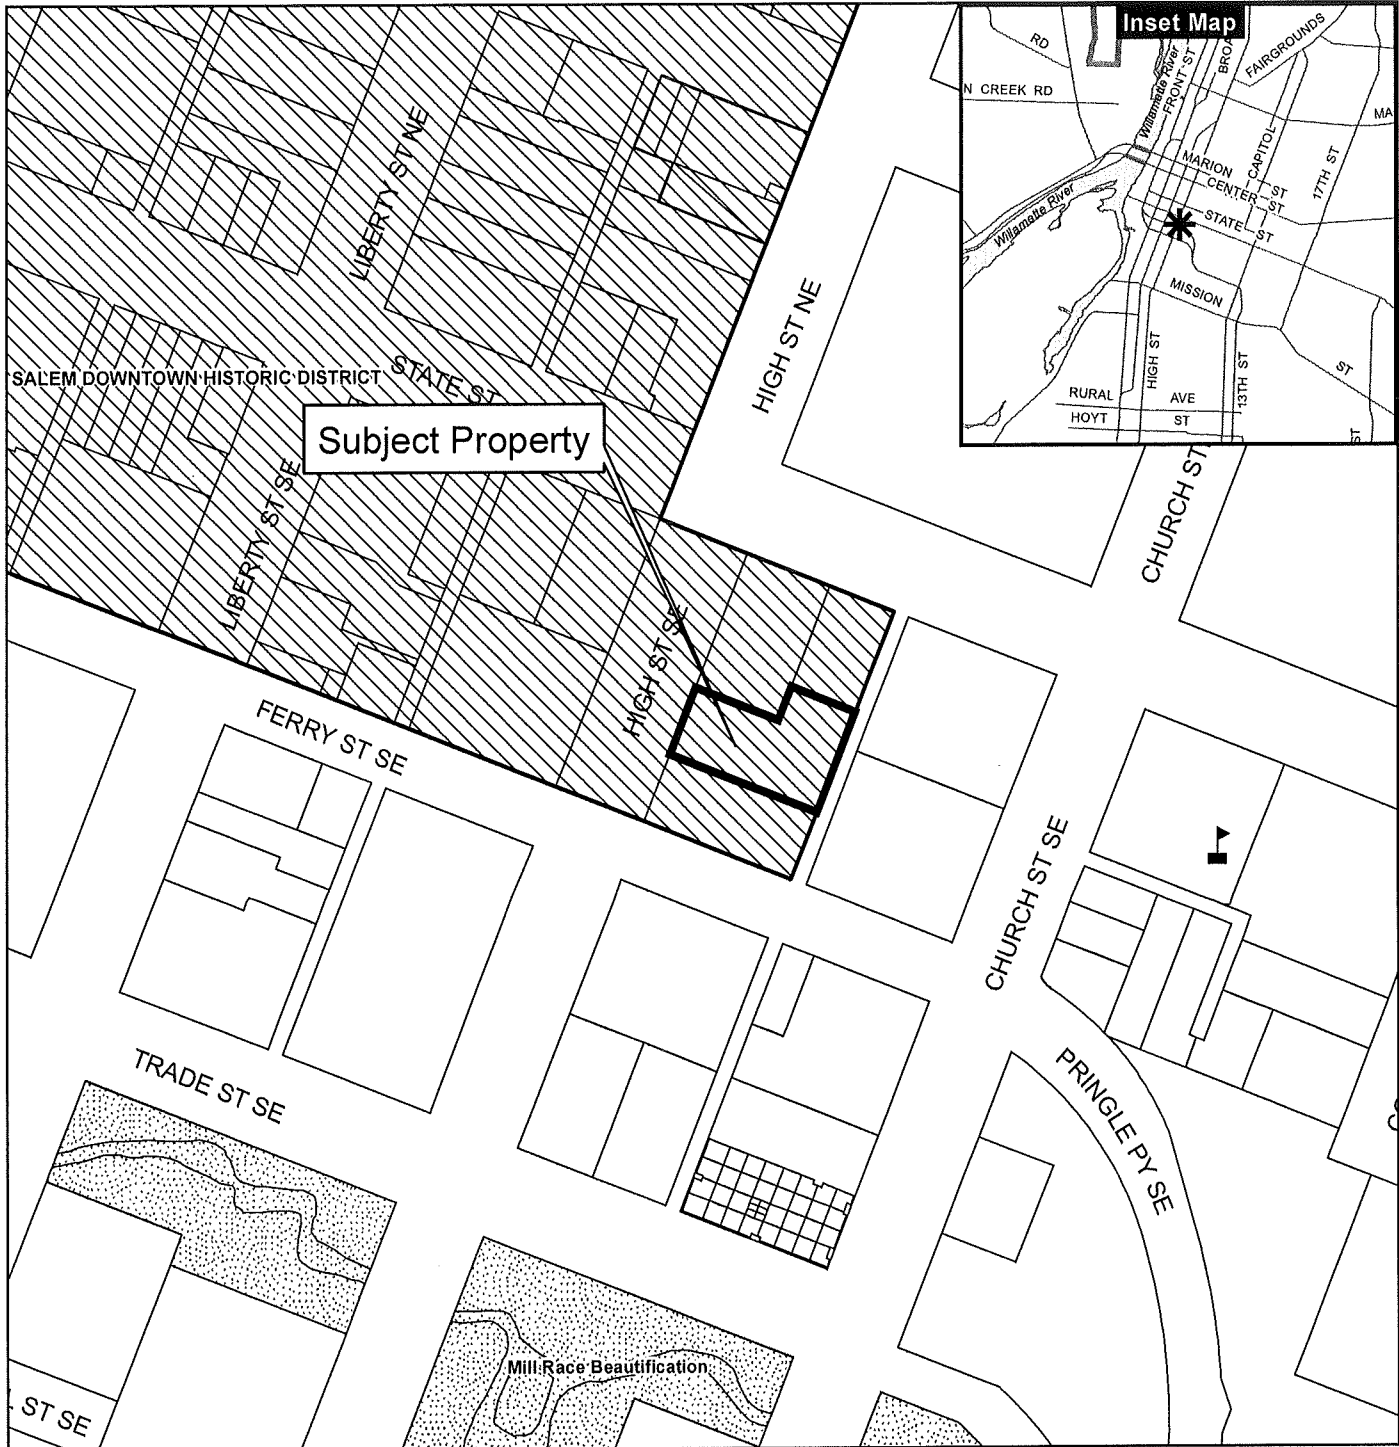 Inset Map
RD
N CREEK RD
Willamette River
FRONT ST
BROA
FAIRGROUNDS
MA
MARION ST
CENTER ST
STATE ST
CAPITOL
17TH ST
Willamette River
MISSION
ST
HIGH ST
13TH ST
RURAL AVE
HOYT ST
ST
LIBERTY ST NE
HIGH ST NE
SALEM DOWNTOWN HISTORIC DISTRICT
STATE ST
Subject Property
CHURCH ST
LIBERTY ST SE
HIGH ST SE
FERRY ST SE
CHURCH ST SE
TRADE ST SE
PRINGLE PY SE
Mill Race Beautification
ST SE